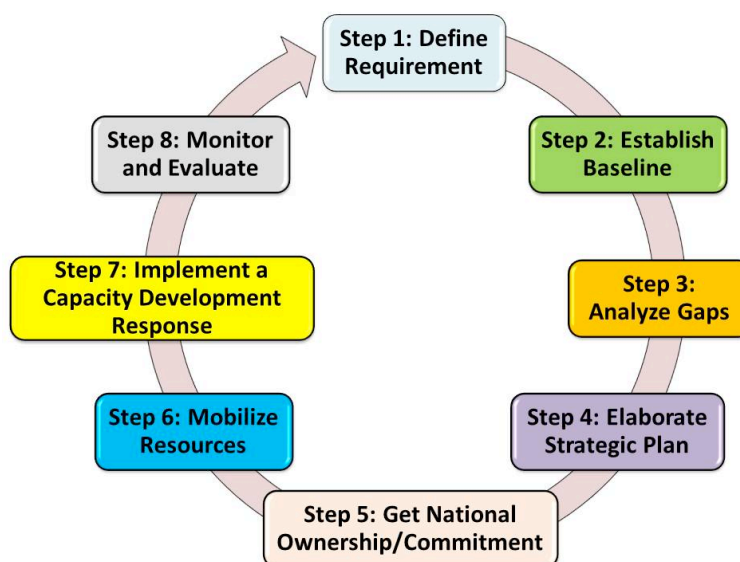 Step 1: Define
Requirement
Step 2: Establish
Baseline
Step 3:
Analyze Gaps
Step 4: Elaborate
Strategic Plan
Step 5: Get National
Ownership/Commitment
Step 6: Mobilize
Resources
Step 7: Implement a
Capacity Development
Response
Step 8: Monitor
and Evaluate